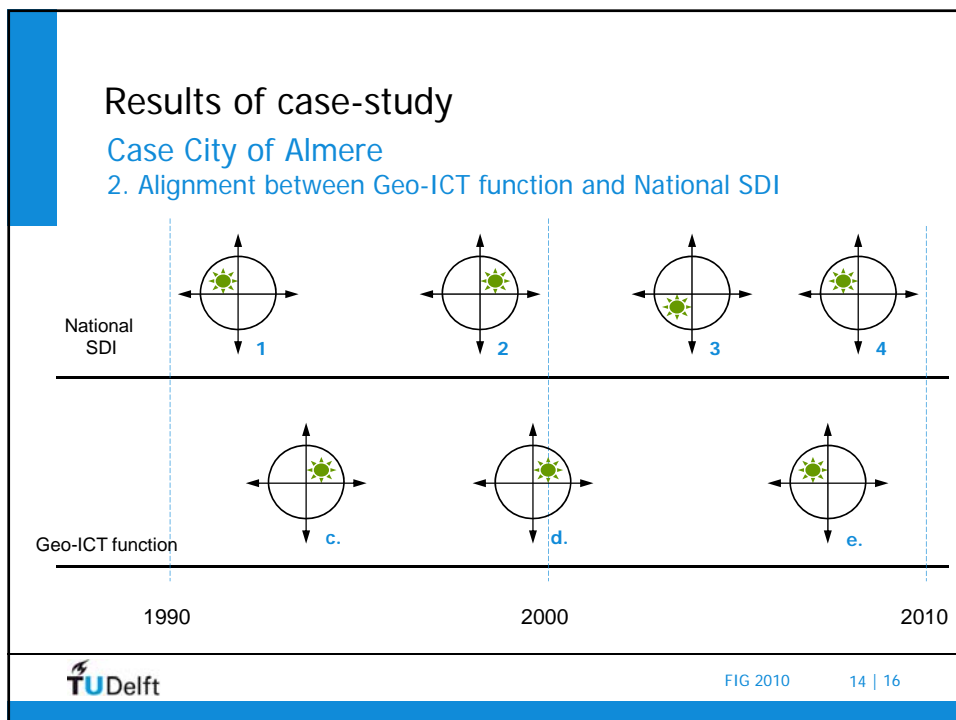 Results of case-study
Case City of Almere
2. Alignment between Geo-ICT function and National SDI
National
SDI
1
2
3
4
Geo-ICT function
c.
d.
e.
1990
2000
2010
TUDelft
FIG 2010
14 | 16